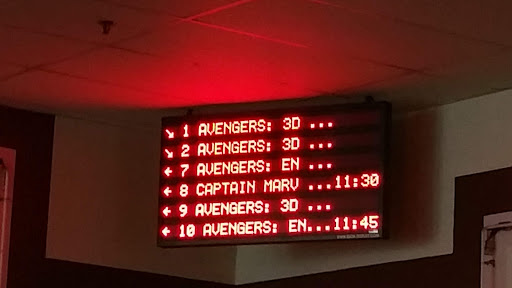 ↘ 1 AVENGERS: 3D ...
↘ 2 AVENGERS: 3D ...
← 7 AVENGERS: EN ...
← 8 CAPTAIN MARV ...11:30
← 9 AVENGERS: 3D ...
← 10 AVENGERS: EN...11:45